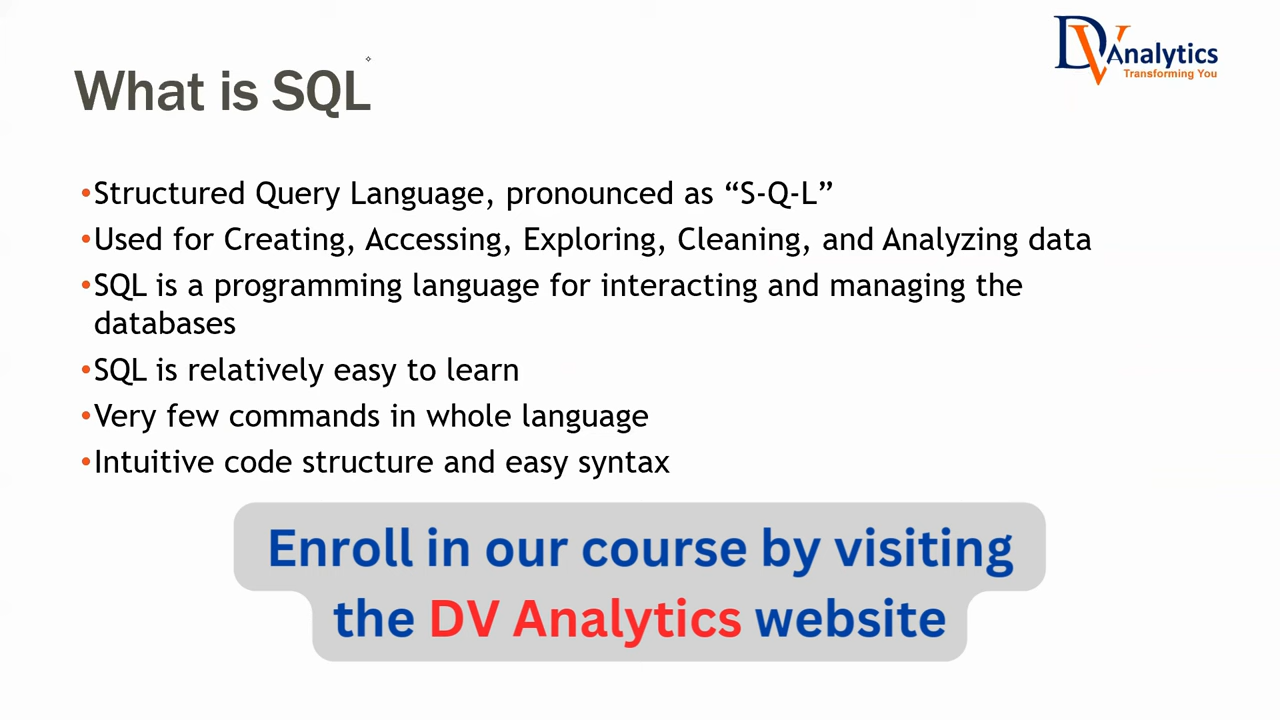 DV Analytics
Transforming You
What is SQL
•Structured Query Language, pronounced as “S-Q-L”
•Used for Creating, Accessing, Exploring, Cleaning, and Analyzing data
•SQL is a programming language for interacting and managing the
databases
•SQL is relatively easy to learn
•Very few commands in whole language
•Intuitive code structure and easy syntax
Enroll in our course by visiting
the DV Analytics website